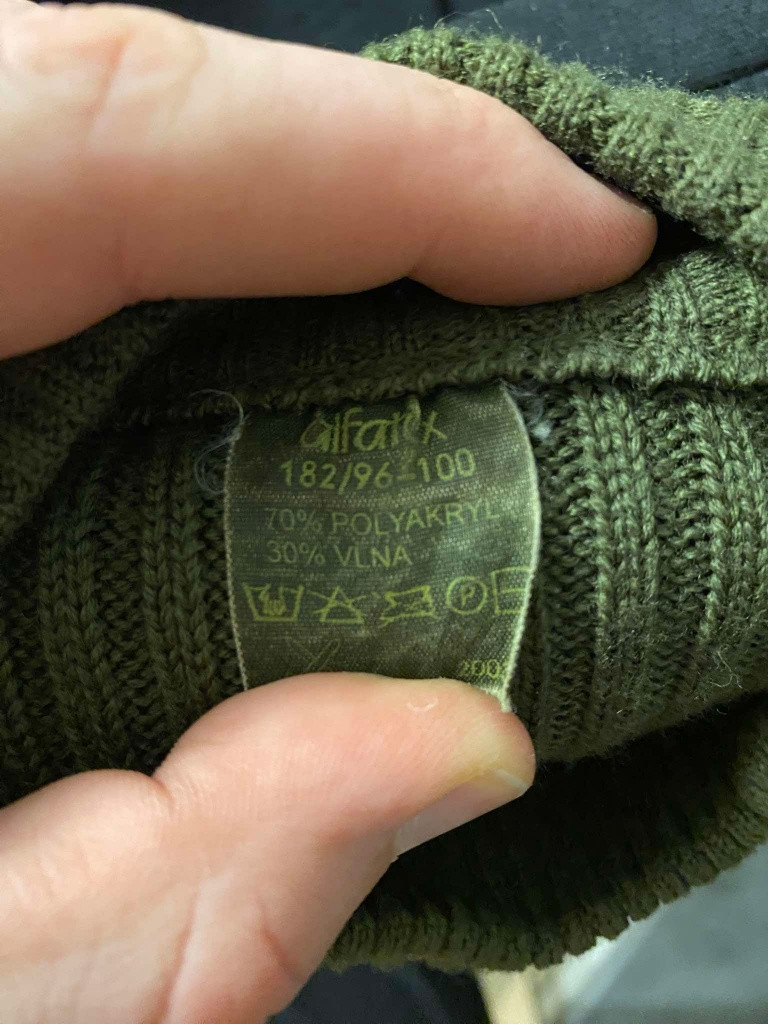 alfatex
182/96-100
70% POLYAKRYL
30% VLNA
P